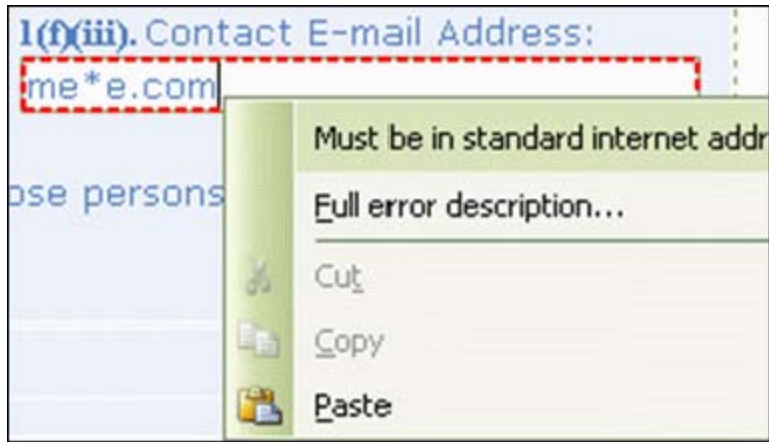 1(f)(iii). Contact E-mail Address:
me*e.com
Must be in standard internet addr
ose persons
Full error description...
Cut
Copy
Paste